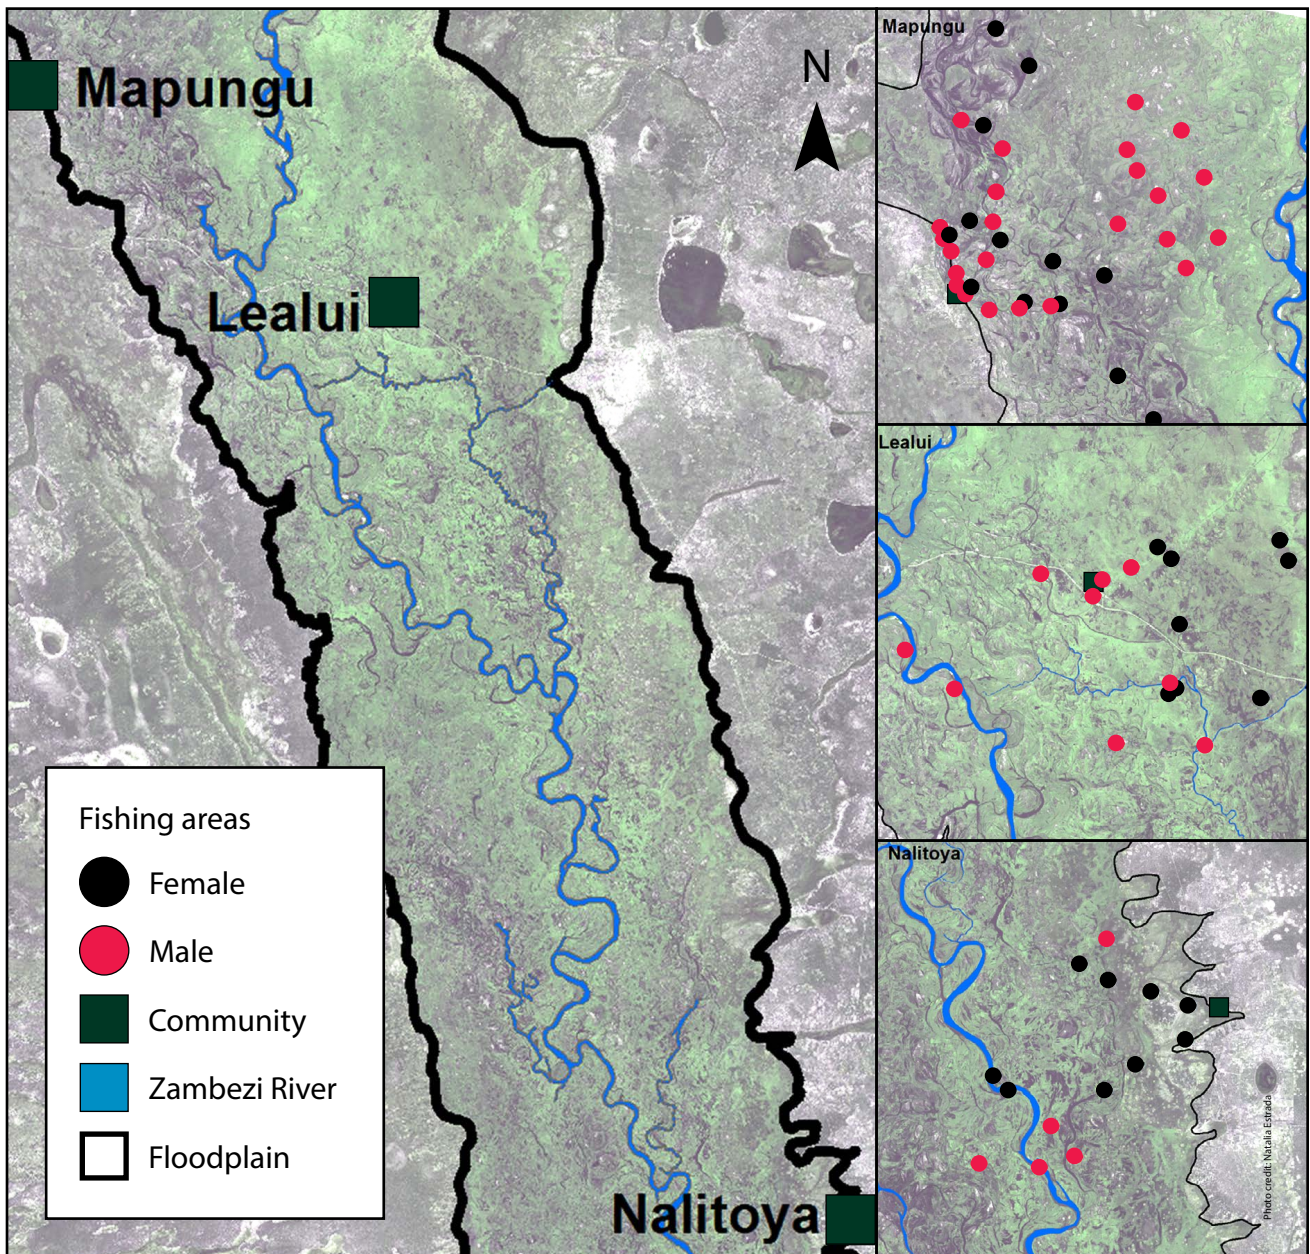 Mapungu
N
Lealui
Nalitoya
Fishing areas
Female
Male
Community
Zambezi River
Floodplain
Mapungu
Lealui
Nalitoya
Photo credit: Natalia Estrada